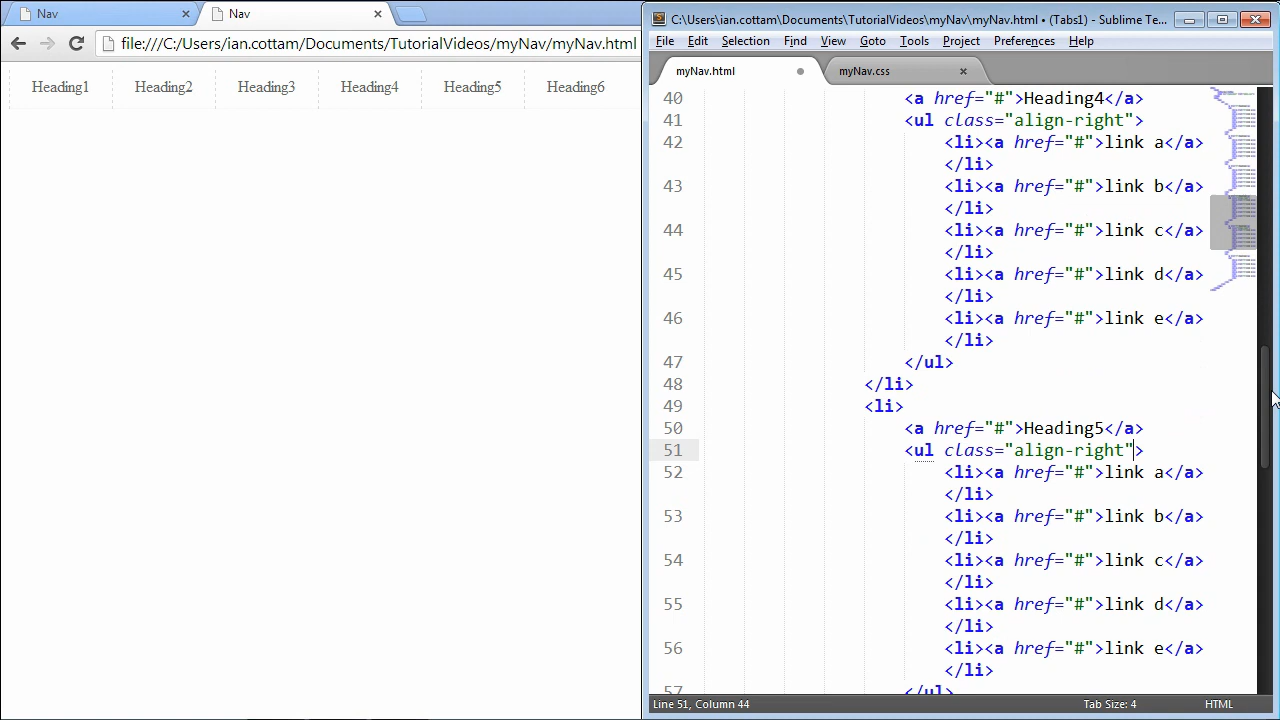 Nav
Nav
file:///C:/Users/ian.cottam/Documents/TutorialVideos/myNav/myNav.html
Heading1 Heading2 Heading3 Heading4 Heading5 Heading6
C:\Users\ian.cottam\Documents\TutorialVideos\myNav\myNav.html • (Tabs1) - Sublime Te...
File Edit Selection Find View Goto Tools Project Preferences Help
myNav.html myNav.css
40 <a href="#">Heading4</a>
41 <ul class="align-right">
42 <li><a href="#">link a</a>
</li>
43 <li><a href="#">link b</a>
</li>
44 <li><a href="#">link c</a>
</li>
45 <li><a href="#">link d</a>
</li>
46 <li><a href="#">link e</a>
</li>
47 </ul>
48 </li>
49 <li>
50 <a href="#">Heading5</a>
51 <ul class="align-right">
52 <li><a href="#">link a</a>
</li>
53 <li><a href="#">link b</a>
</li>
54 <li><a href="#">link c</a>
</li>
55 <li><a href="#">link d</a>
</li>
56 <li><a href="#">link e</a>
</li>
57 </ul>
Line 51, Column 44 Tab Size: 4 HTML